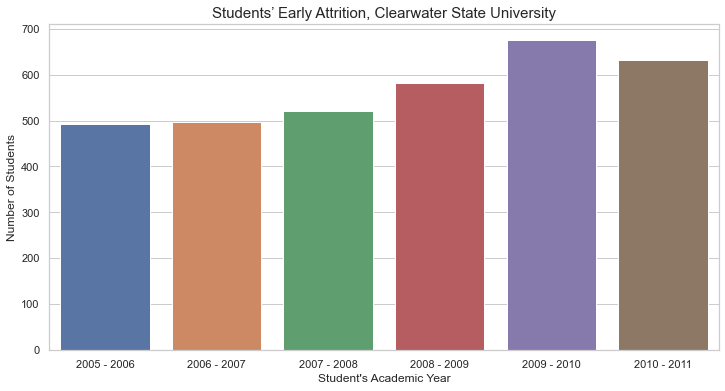 Students’ Early Attrition, Clearwater State University
700
600
500
400
300
200
100
0
Number of Students
2005 - 2006
2006 - 2007
2007 - 2008
2008 - 2009
2009 - 2010
2010 - 2011
Student's Academic Year